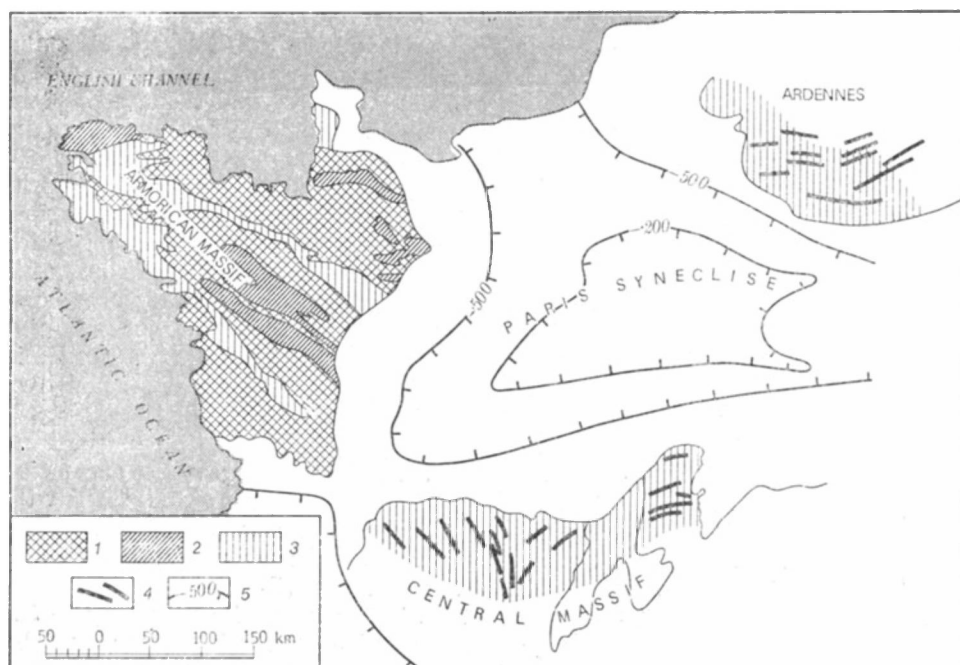 ENGLISH CHANNEL
ARDENNES
ARMORICAN MASSIF
500
200
PARIS SYNECLISE
500
ATLANTIC OCEAN
CENTRAL MASSIF
1 2 3
4 500 5
50 0 50 100 150 km